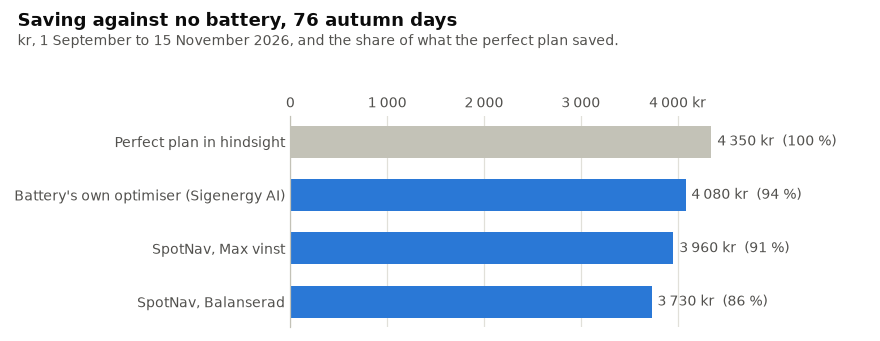 Saving against no battery, 76 autumn days
kr, 1 September to 15 November 2026, and the share of what the perfect plan saved.
0 1 000 2 000 3 000 4 000 kr
Perfect plan in hindsight 4 350 kr (100 %)
Battery's own optimiser (Sigenergy AI) 4 080 kr (94 %)
SpotNav, Max vinst 3 960 kr (91 %)
SpotNav, Balanserad 3 730 kr (86 %)